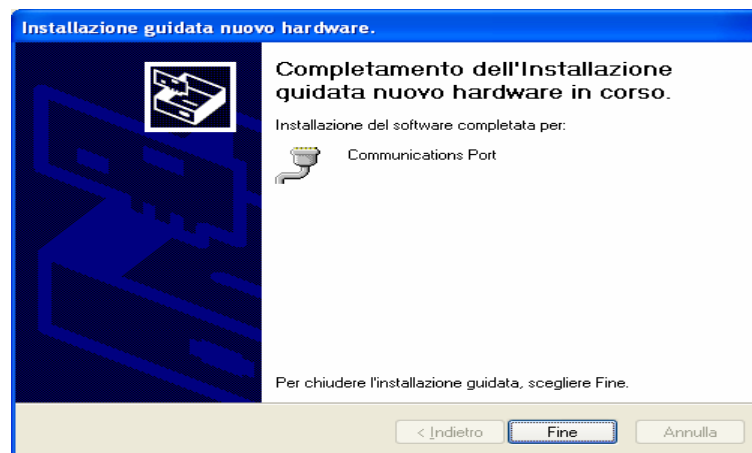 Installazione guidata nuovo hardware.
Completamento dell'Installazione
guidata nuovo hardware in corso.
Installazione del software completata per:
Communications Port
Per chiudere l'installazione guidata, scegliere Fine.
< Indietro
Fine
Annulla